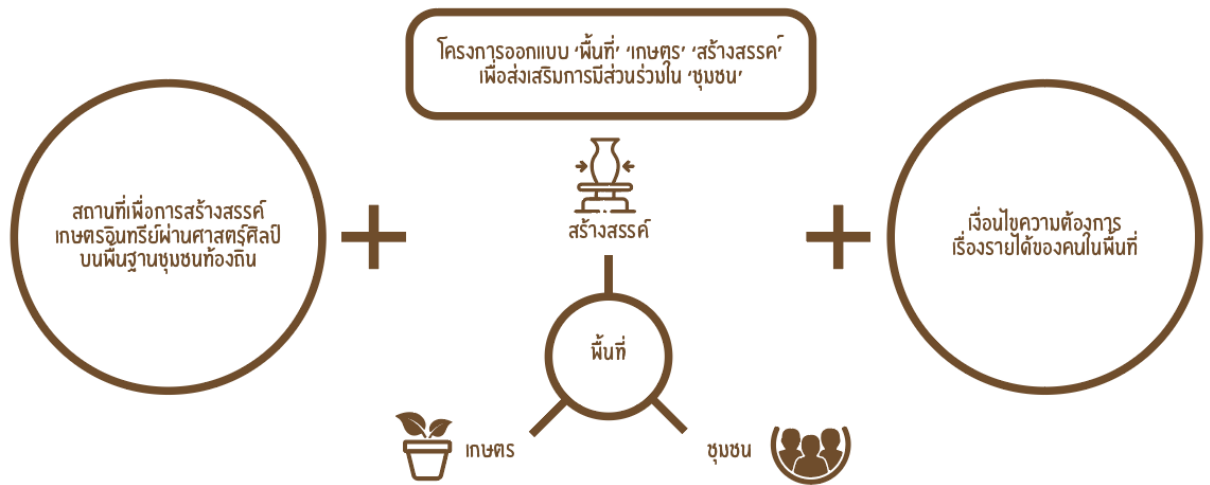 โครงการออกแบบ ‘พื้นที่’ ‘เกษตร’ ‘สร้างสรรค์’
เพื่อส่งเสริมการมีส่วนร่วมใน ‘ชุมชน’
สถานที่เพื่อการสร้างสรรค์
เกษตรอินทรีย์ผ่านศาสตร์ศิลป์
บนพื้นฐานชุมชนท้องถิ่น
สร้างสรรค์
พื้นที่
เกษตร
ชุมชน
เงื่อนไขความต้องการ
เรื่องรายได้ของคนในพื้นที่